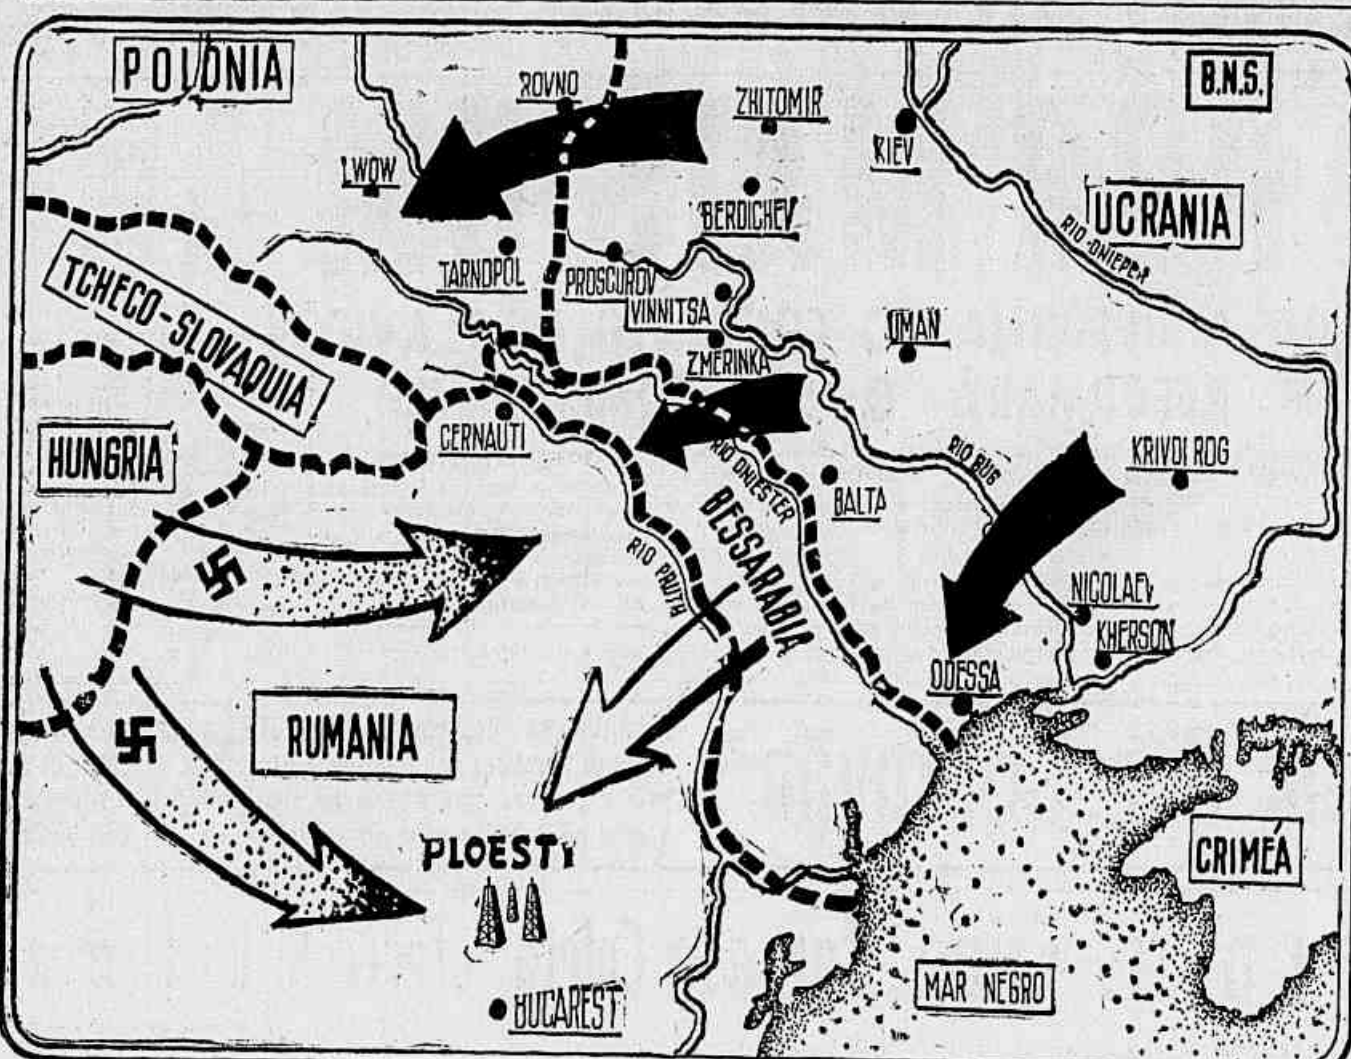 POLONIA
ROVNO
ZHITOMIR
B.N.S.
KIEV
LWOW
BERDICHEV
UCRANIA
RIO DNIEPER
TARNOPOL
PROSCUROV
VINNITSA
TCHECO-SLOVAQUIA
UMAN
ZMERINKA
CERNAUTI
HUNGRIA
RIO DNIESTER
RIO BUG
KRIVOI ROG
BALTA
BESSARABIA
RIO PRUTH
NICOLAEV
KHERSON
ODESSA
RUMANIA
PLOESTI
CRIMEÁ
MAR NEGRO
BUCAREST